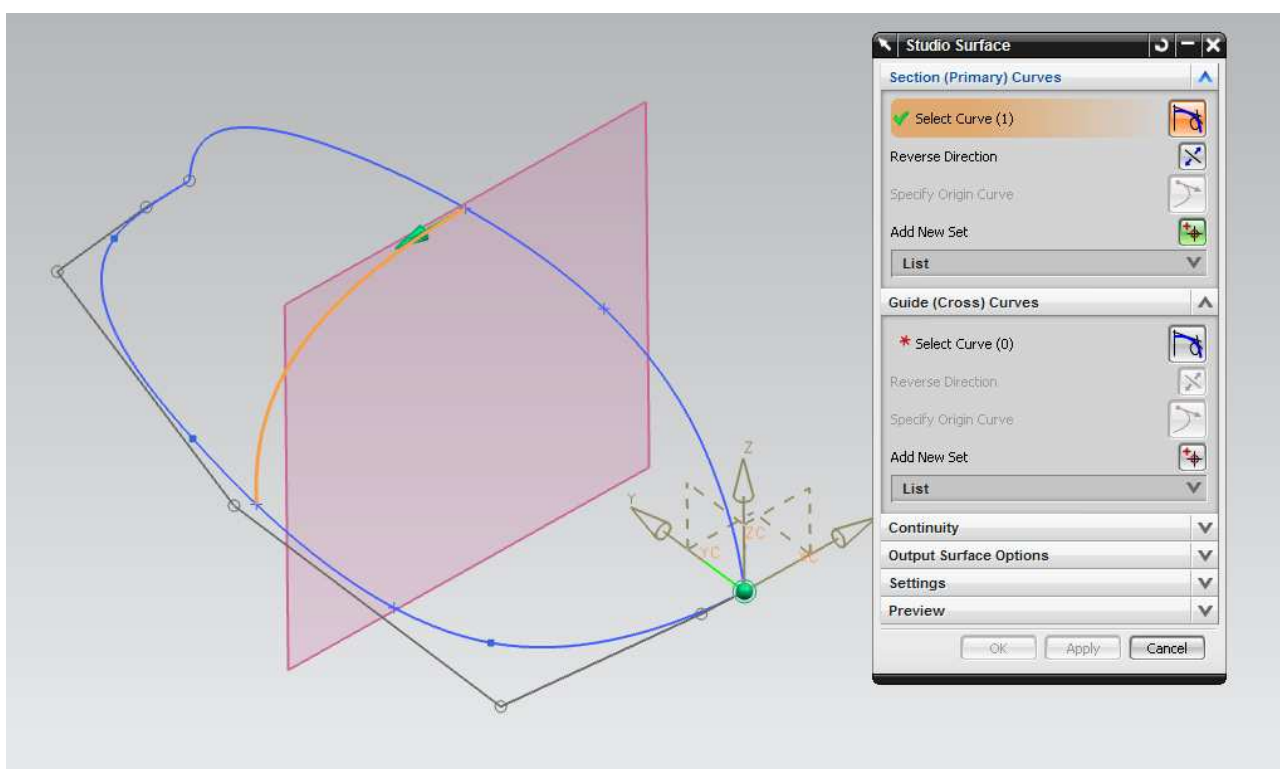 Studio Surface
Section (Primary) Curves
Select Curve (1)
Reverse Direction
Specify Origin Curve
Add New Set
List
Guide (Cross) Curves
* Select Curve (0)
Reverse Direction
Specify Origin Curve
Add New Set
List
Continuity
Output Surface Options
Settings
Preview
OK Apply Cancel
Z
Y
YC ZC XC